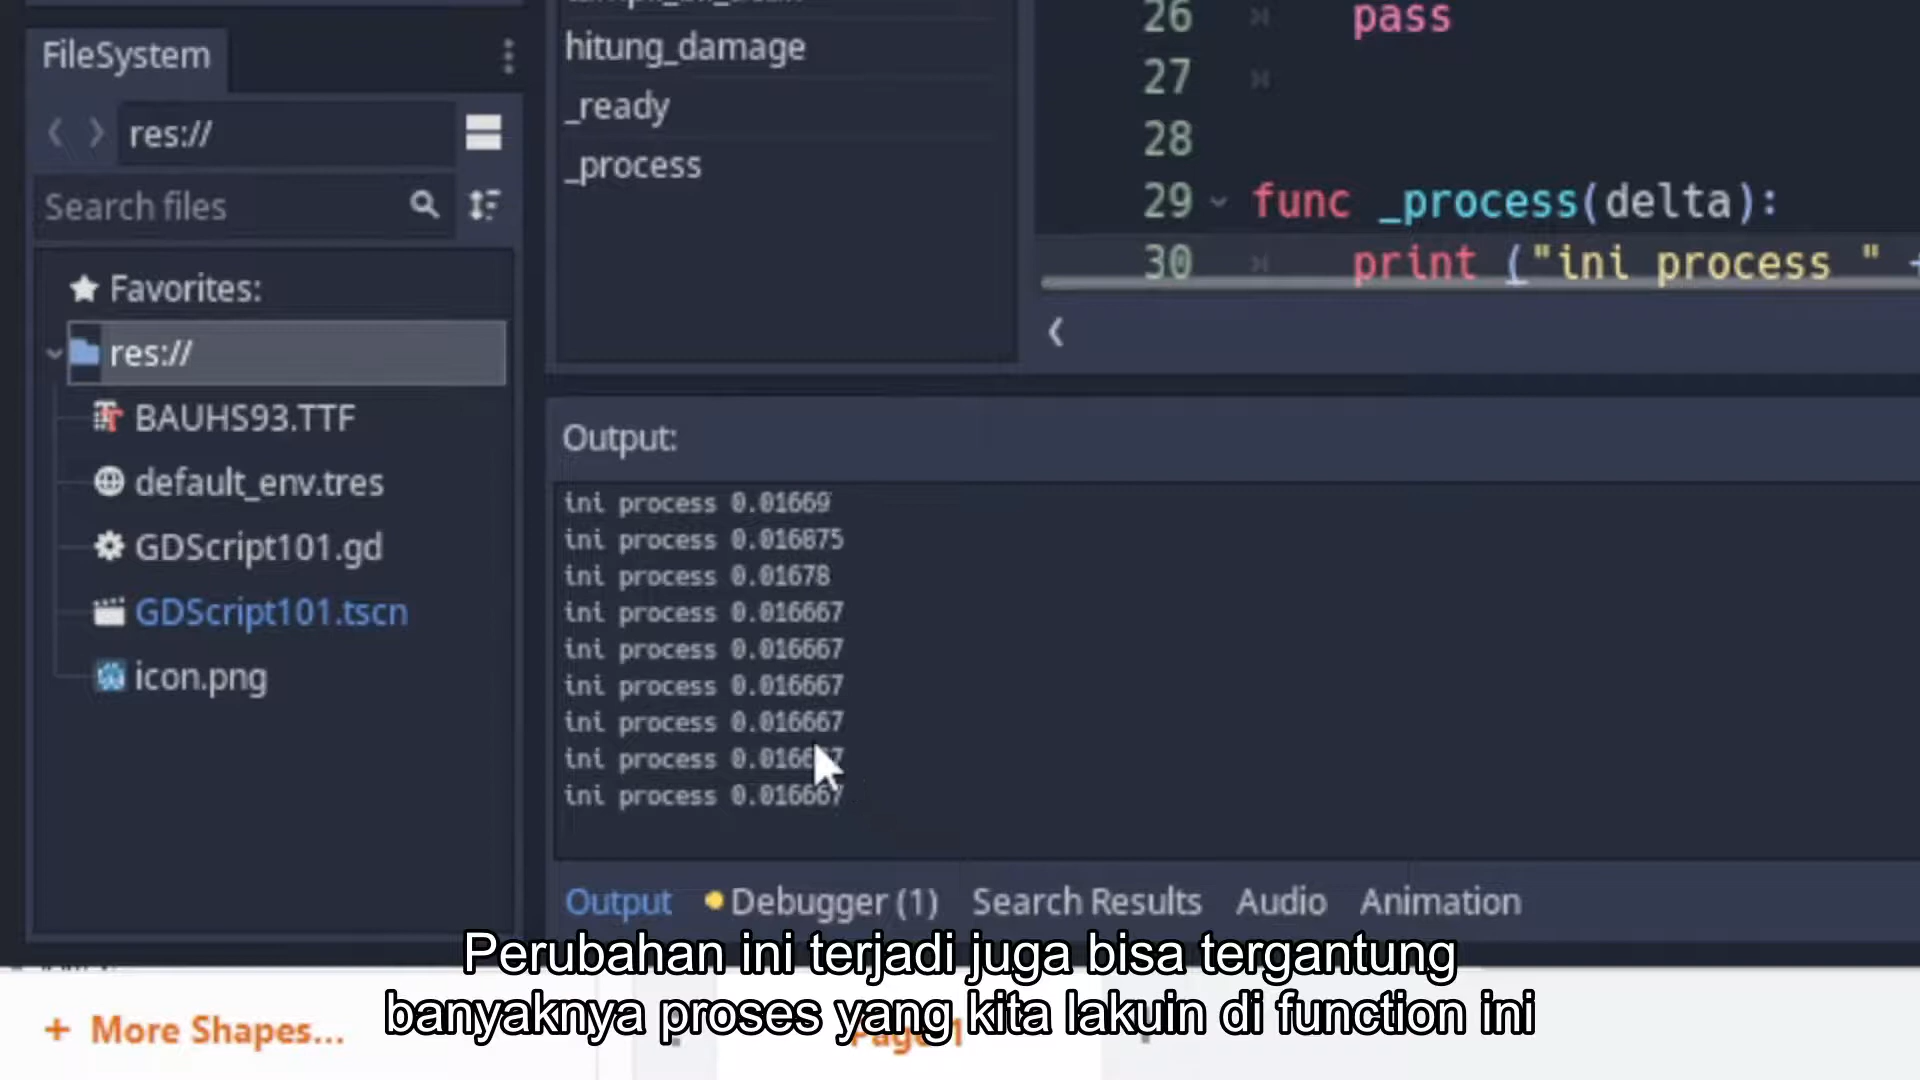 FileSystem
res://
Search files
Favorites:
res://
BAUHS93.TTF
default_env.tres
GDScript101.gd
GDScript101.tscn
icon.png
hitung_damage
_ready
_process
26 pass
27
28
29 func _process(delta):
30 print ("ini process "
Output:
ini process 0.01669
ini process 0.016875
ini process 0.01678
ini process 0.016667
ini process 0.016667
ini process 0.016667
ini process 0.016667
ini process 0.016667
ini process 0.016667
Output Debugger (1) Search Results Audio Animation
Perubahan ini terjadi juga bisa tergantung
banyaknya proses yang kita lakuin di function ini
+ More Shapes...